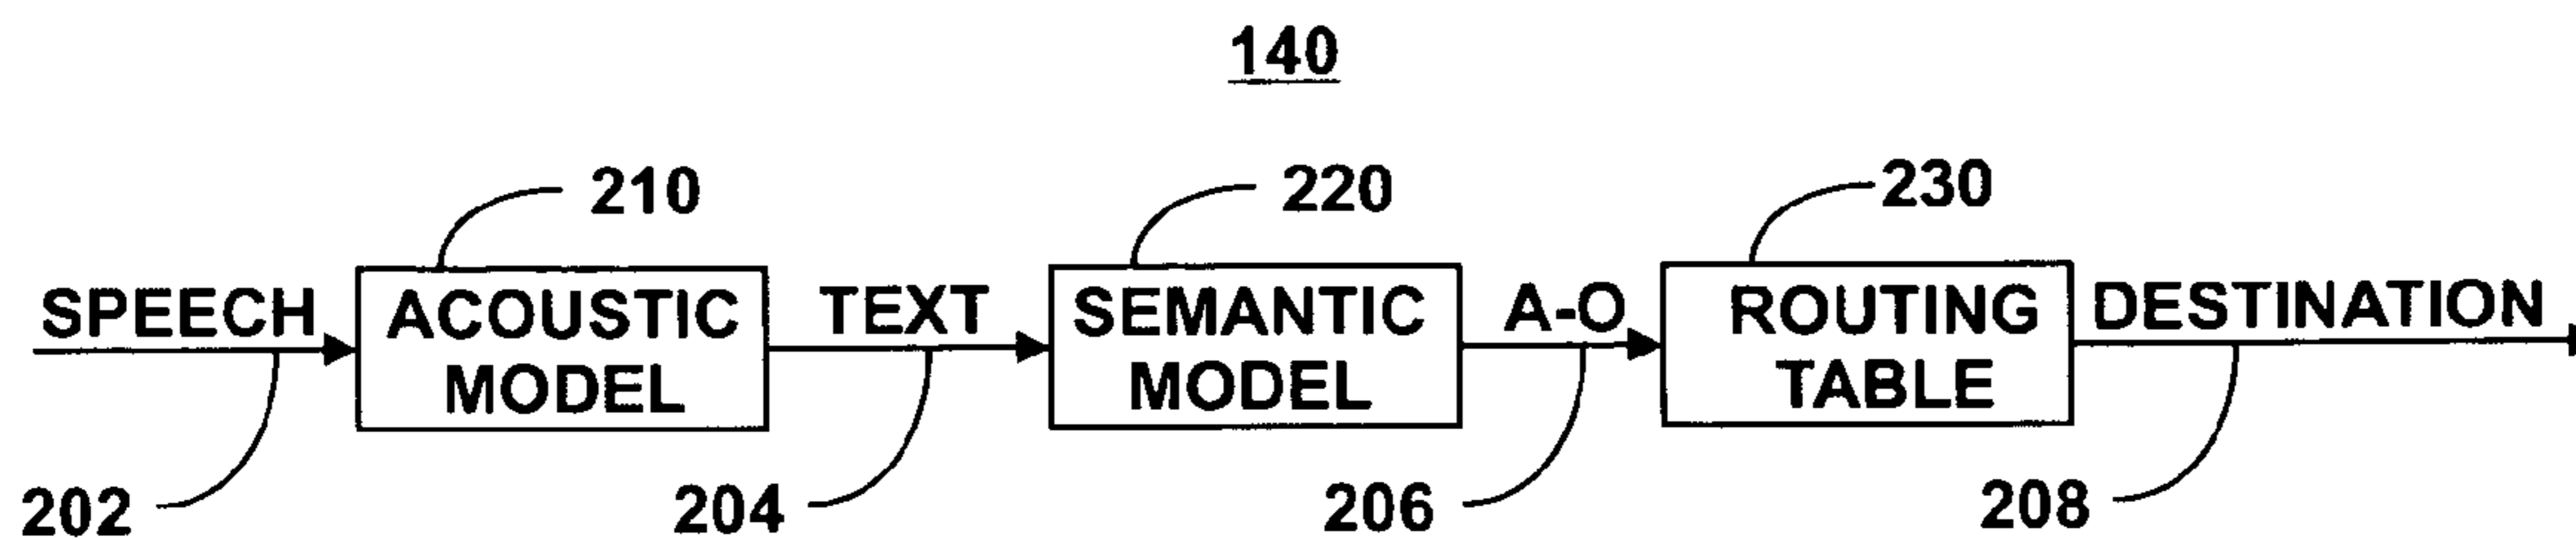 140
210
220
230
SPEECH
ACOUSTIC
MODEL
TEXT
SEMANTIC
MODEL
A-O
ROUTING
TABLE
DESTINATION
202
204
206
208